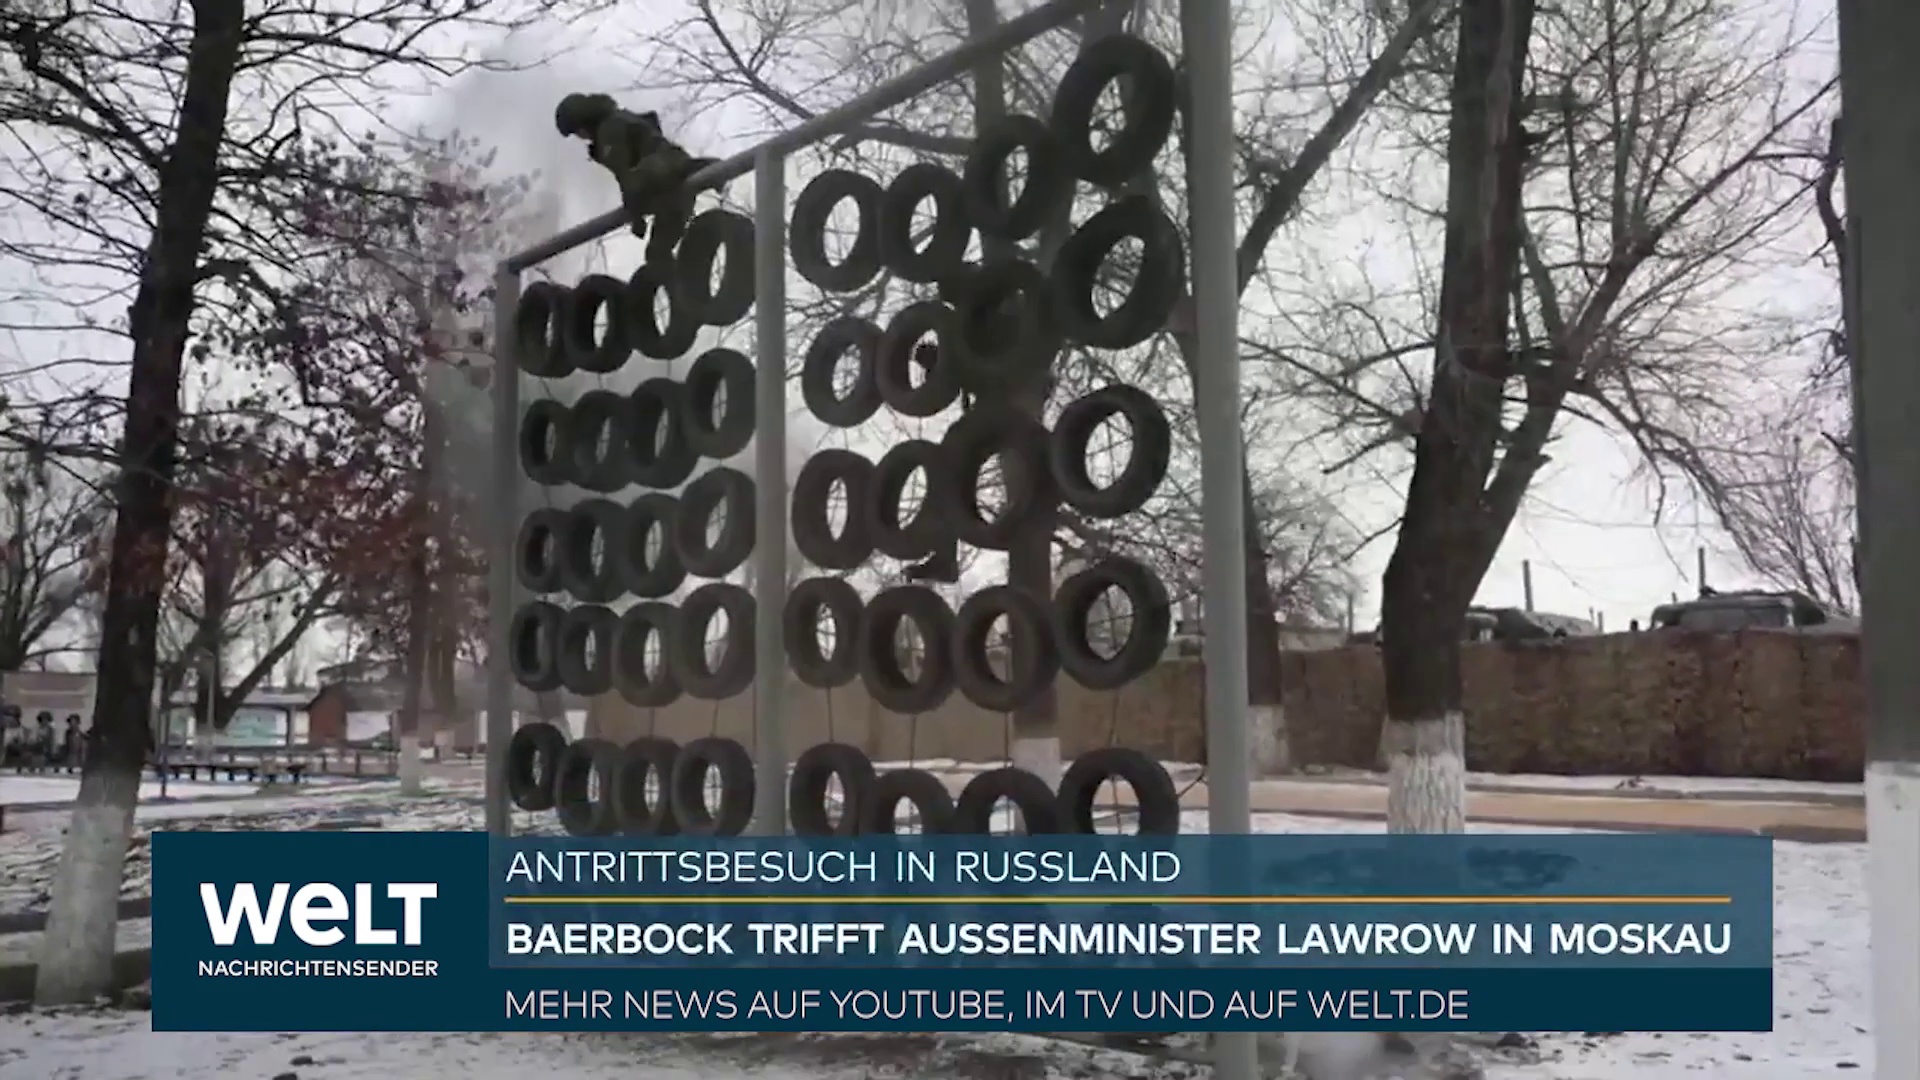 WELT
NACHRICHTENSENDER
ANTRITTSBESUCH IN RUSSLAND
BAERBOCK TRIFFT AUSSENMINISTER LAWROW IN MOSKAU
MEHR NEWS AUF YOUTUBE, IM TV UND AUF WELT.DE